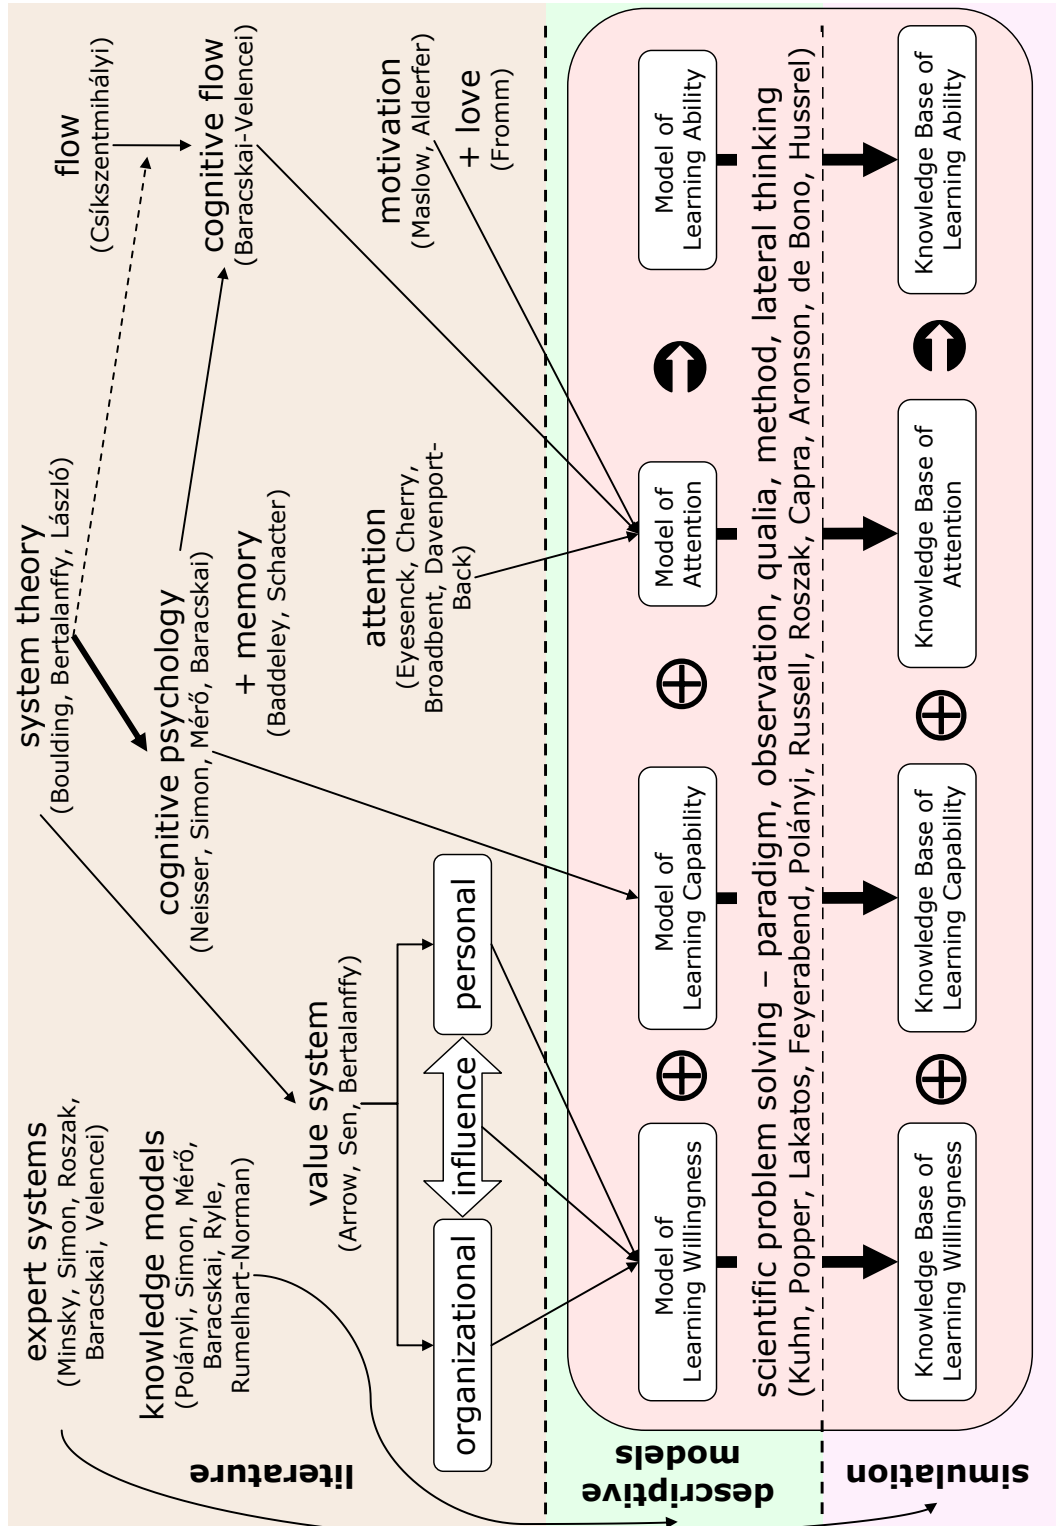 expert systems
(Minsky, Simon, Roszak,
Baracskai, Velencei)
knowledge models
(Polányi, Simon, Mérő,
Baracskai, Ryle,
Rumelhart-Norman)
system theory
(Boulding, Bertalanffy, László)
cognitive psychology
(Neisser, Simon, Mérő, Baracskai)
+ memory
(Baddeley, Schacter)
flow
(Csíkszentmihályi)
cognitive flow
(Baracskai-Velencei)
value system
(Arrow, Sen, Bertalanffy)
attention
(Eyesenck, Cherry,
Broadbent, Davenport-
Back)
motivation
(Maslow, Alderfer)
+ love
(Fromm)
organizational
influence
personal
literature
Model of
Learning Willingness
Model of
Learning Capability
Model of
Attention
Model of
Learning Ability
scientific problem solving – paradigm, observation, qualia, method, lateral thinking
(Kuhn, Popper, Lakatos, Feyerabend, Polányi, Russell, Roszak, Capra, Aronson, de Bono, Hussrel)
descriptive
models
Knowledge Base of
Learning Willingness
Knowledge Base of
Learning Capability
Knowledge Base of
Attention
Knowledge Base of
Learning Ability
simulation